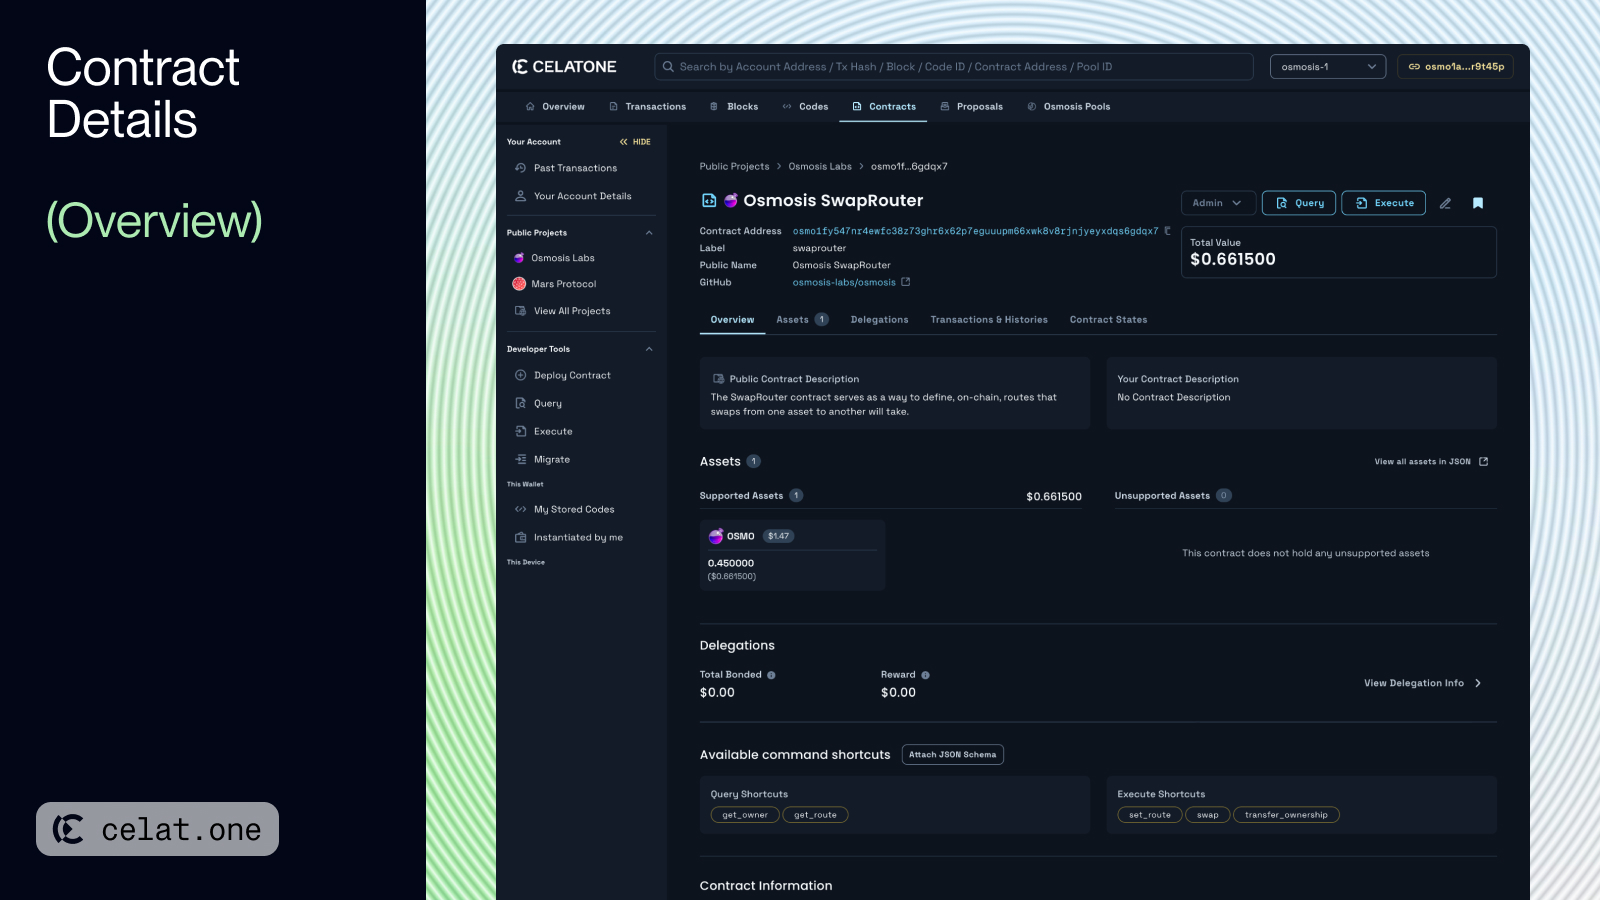 Contract
Details
(Overview)
celat.one
CELATONE
Search by Account Address / Tx Hash / Block / Code ID / Contract Address / Pool ID
osmosis-1
osmo1a...r9t45p
Overview Transactions Blocks Codes Contracts Proposals Osmosis Pools
Your Account HIDE
Past Transactions
Your Account Details
Public Projects
Osmosis Labs
Mars Protocol
View All Projects
Developer Tools
Deploy Contract
Query
Execute
Migrate
This Wallet
My Stored Codes
Instantiated by me
This Device
Public Projects > Osmosis Labs > osmo1f...6gdqx7
Osmosis SwapRouter
Admin Query Execute
Contract Address osmo1fy547nr4ewfc38z73ghr6x62p7eguuupm66xwk8v8rjnjyeyxdqs6gdqx7
Label swaprouter
Public Name Osmosis SwapRouter
GitHub osmosis-labs/osmosis
Total Value
$0.661500
Overview Assets 1 Delegations Transactions & Histories Contract States
Public Contract Description
The SwapRouter contract serves as a way to define, on-chain, routes that
swaps from one asset to another will take.
Your Contract Description
No Contract Description
Assets 1
View all assets in JSON
Supported Assets 1 $0.661500
Unsupported Assets 0
OSMO $1.47
0.450000
($0.661500)
This contract does not hold any unsupported assets
Delegations
Total Bonded
$0.00
Reward
$0.00
View Delegation Info
Available command shortcuts Attach JSON Schema
Query Shortcuts
get_owner get_route
Execute Shortcuts
set_route swap transfer_ownership
Contract Information